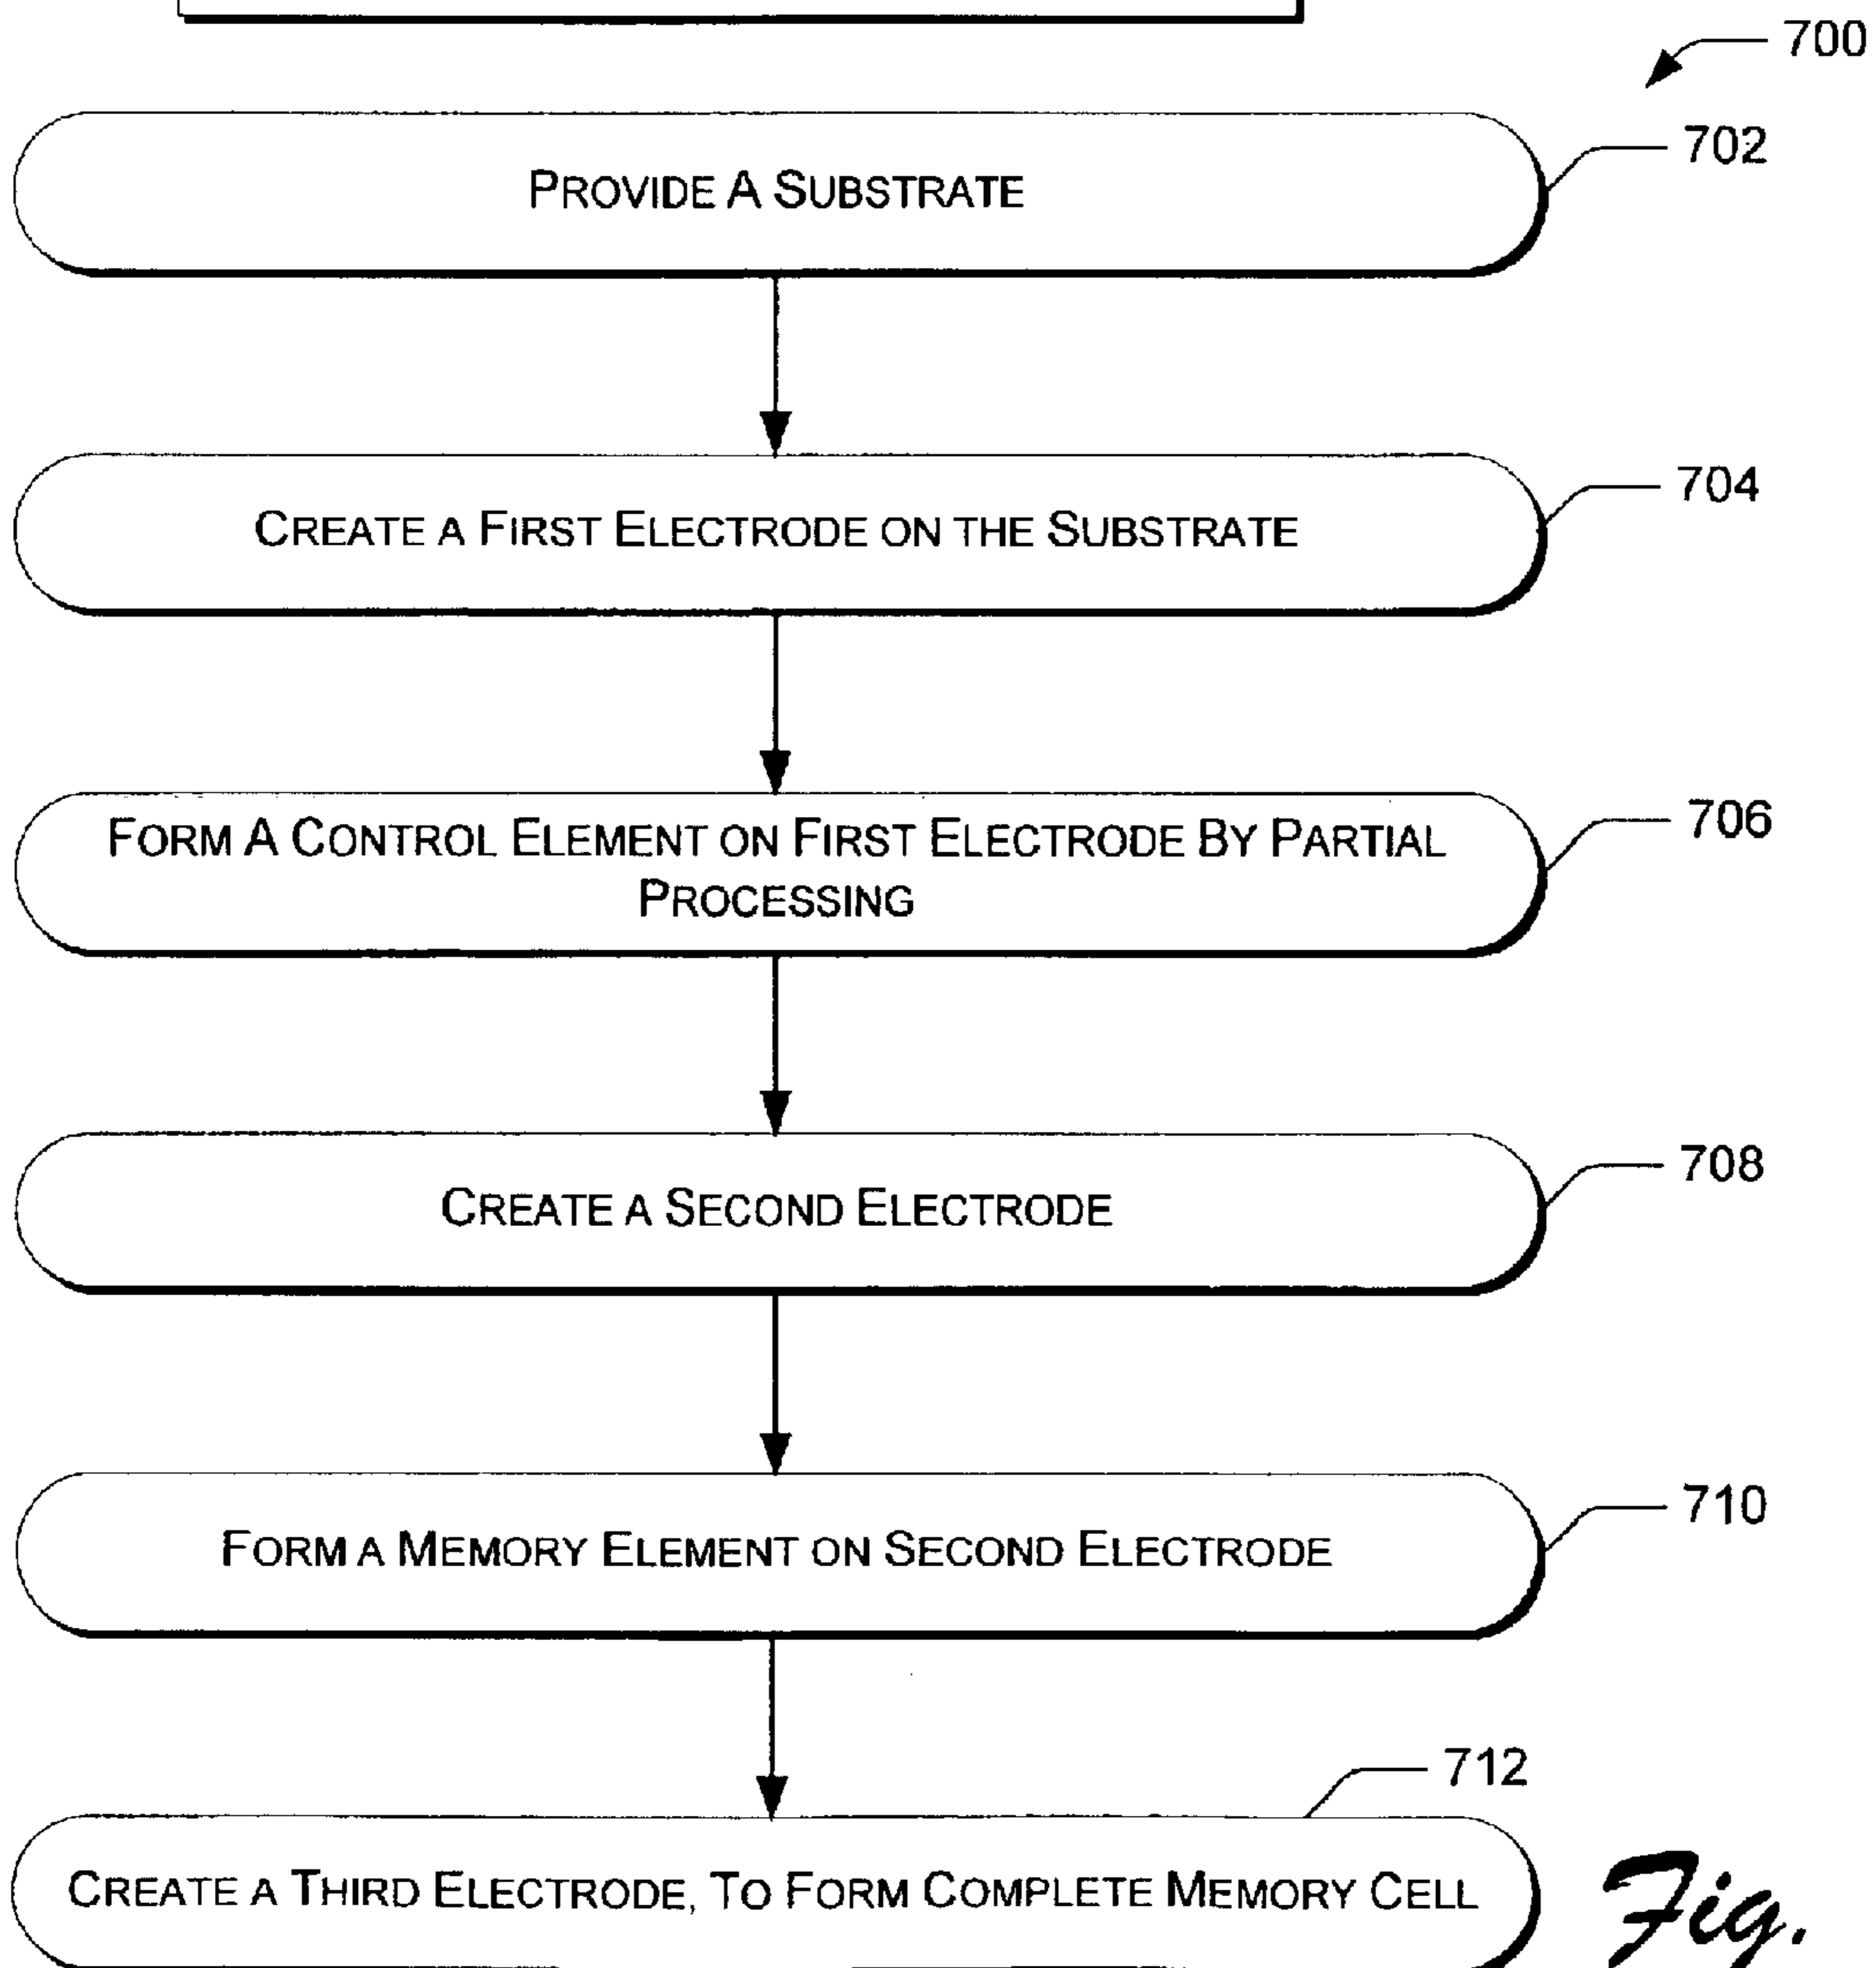 700
PROVIDE A SUBSTRATE
702
CREATE A FIRST ELECTRODE ON THE SUBSTRATE
704
FORM A CONTROL ELEMENT ON FIRST ELECTRODE BY PARTIAL
PROCESSING
706
CREATE A SECOND ELECTRODE
708
FORM A MEMORY ELEMENT ON SECOND ELECTRODE
710
712
CREATE A THIRD ELECTRODE, TO FORM COMPLETE MEMORY CELL
Fig.